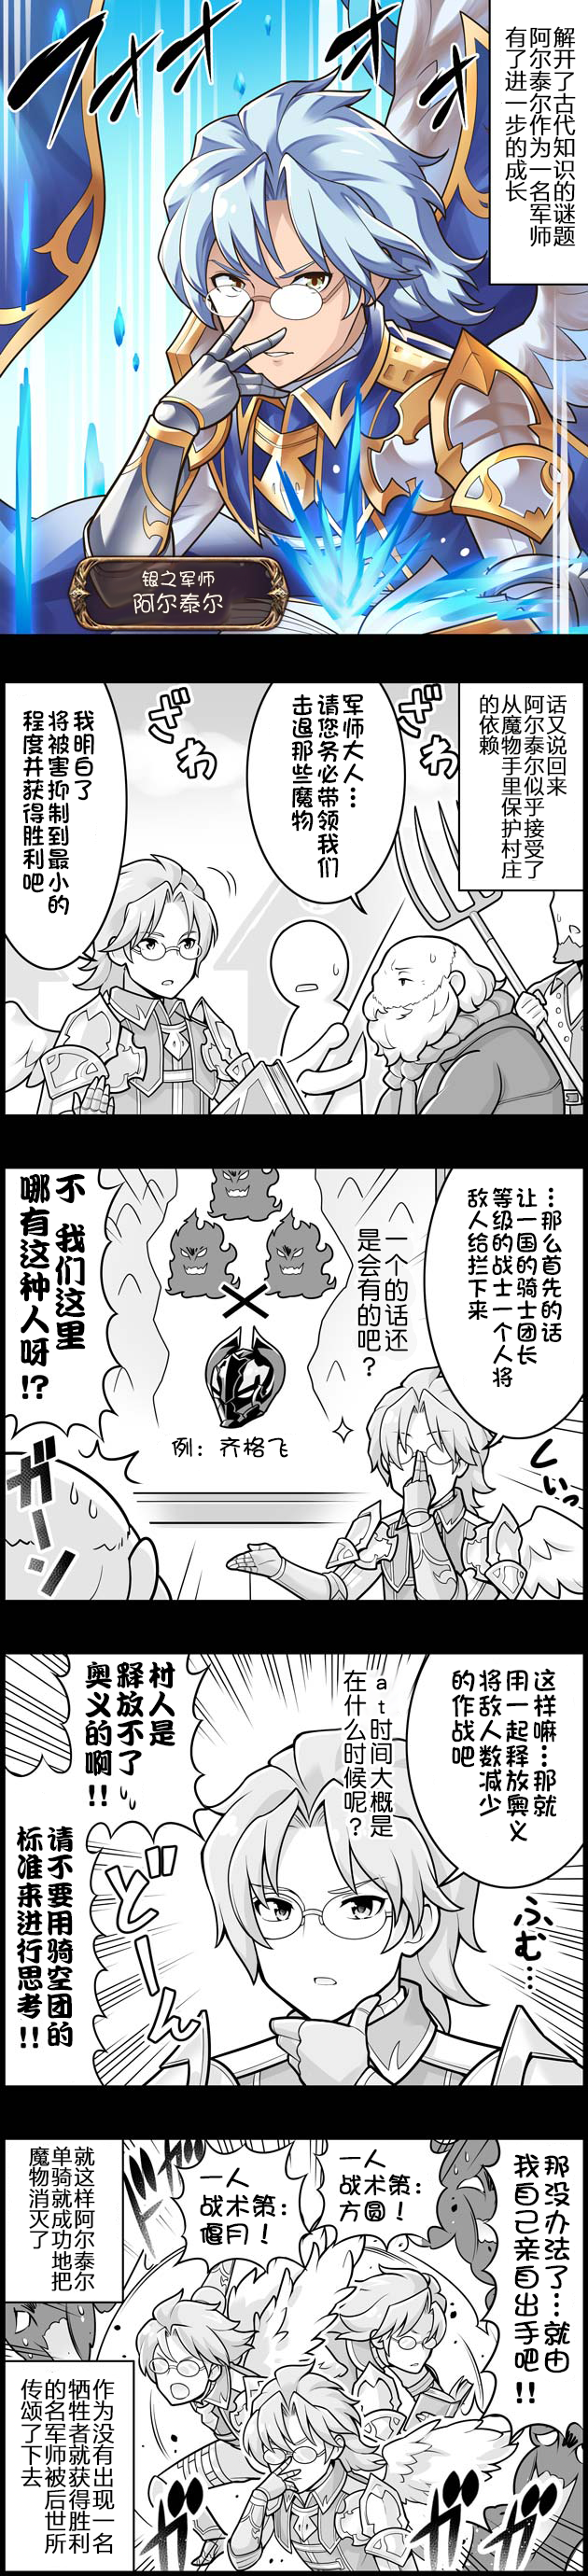 解开了古代知识的谜题
阿尔泰尔作为一名军师
有了进一步的成长
フフフ
银之军师
阿尔泰尔
话又说回来
阿尔泰尔似乎接受了
从魔物手里保护村庄
的依赖
ざわ
军师大人…
请您务必带领我们
击退那些魔物
ざわ
我明白了
将被害抑制到最小的
程度并获得胜利吧
…那么首先的话
让一国的骑士团长
等级的战士一个人将
敌人给拦下来
くいっ
一个的话还
是会有的吧？
例：齐格飞
不 我们这里
哪有这种人呀!?
ガーン
这样嘛…那就
用一起释放奥义
将敌人数减少
的作战吧
ふむ…
at时间大概是
在什么时候呢？
村人是
释放不了
奥义的啊
!!
どーん
请不要用骑空团的
标准来进行思考!!
那没办法了…就由
我自己亲自出手吧!!
一人
战术策：
方圆！
一人
战术策：
偃月！
ドドド
就这样阿尔泰尔
单骑就成功地把
魔物消灭了
ババババ
作为没有出现一名
牺牲者就获得胜利
的名军师被后世所
传颂了下去